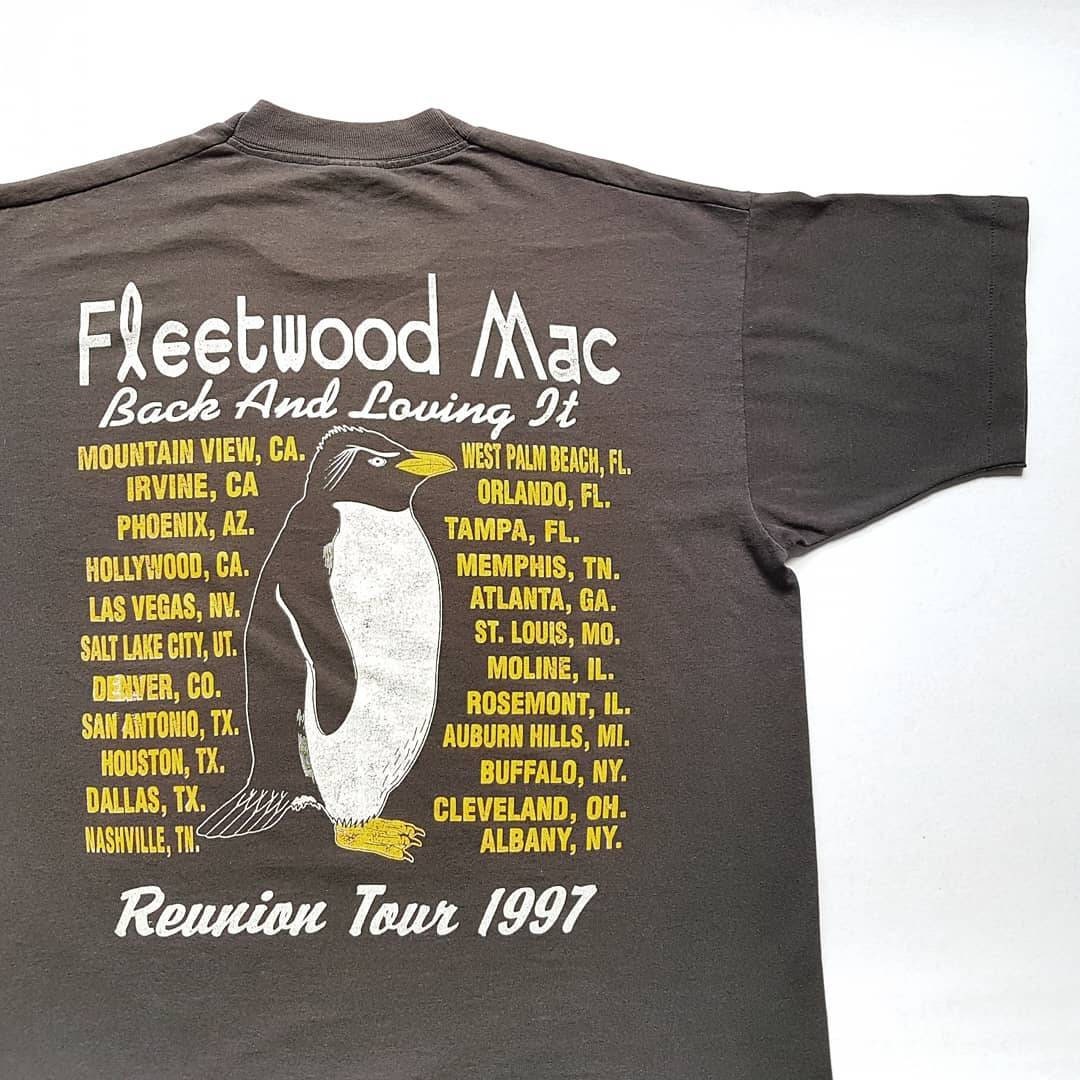 Fleetwood Mac
Back And Loving It
MOUNTAIN VIEW, CA.
IRVINE, CA
PHOENIX, AZ.
HOLLYWOOD, CA.
LAS VEGAS, NV.
SALT LAKE CITY, UT.
DENVER, CO.
SAN ANTONIO, TX.
HOUSTON, TX.
DALLAS, TX.
NASHVILLE, TN.
WEST PALM BEACH, FL.
ORLANDO, FL.
TAMPA, FL.
MEMPHIS, TN.
ATLANTA, GA.
ST. LOUIS, MO.
MOLINE, IL.
ROSEMONT, IL.
AUBURN HILLS, MI.
BUFFALO, NY.
CLEVELAND, OH.
ALBANY, NY.
Reunion Tour 1997